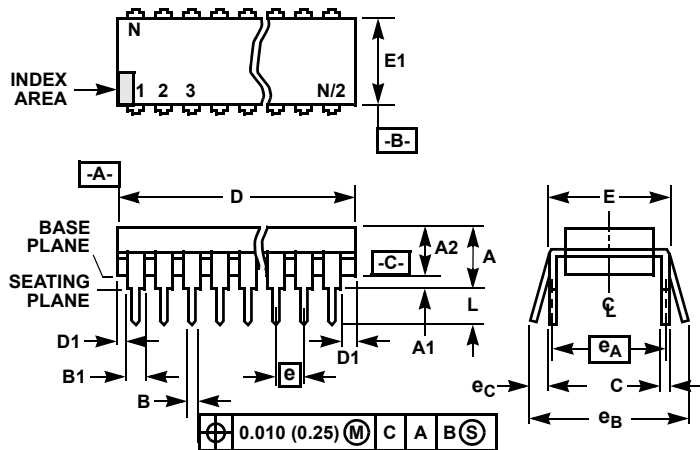 N
E1
INDEX
AREA
1 2 3 N/2
-B-
-A-
D
E
BASE
PLANE
A2
A
-C-
SEATING
PLANE
L
C L
D1
A1
D1
eA
B1
e
eC
C
B
eB
0.010 (0.25) M C A B S